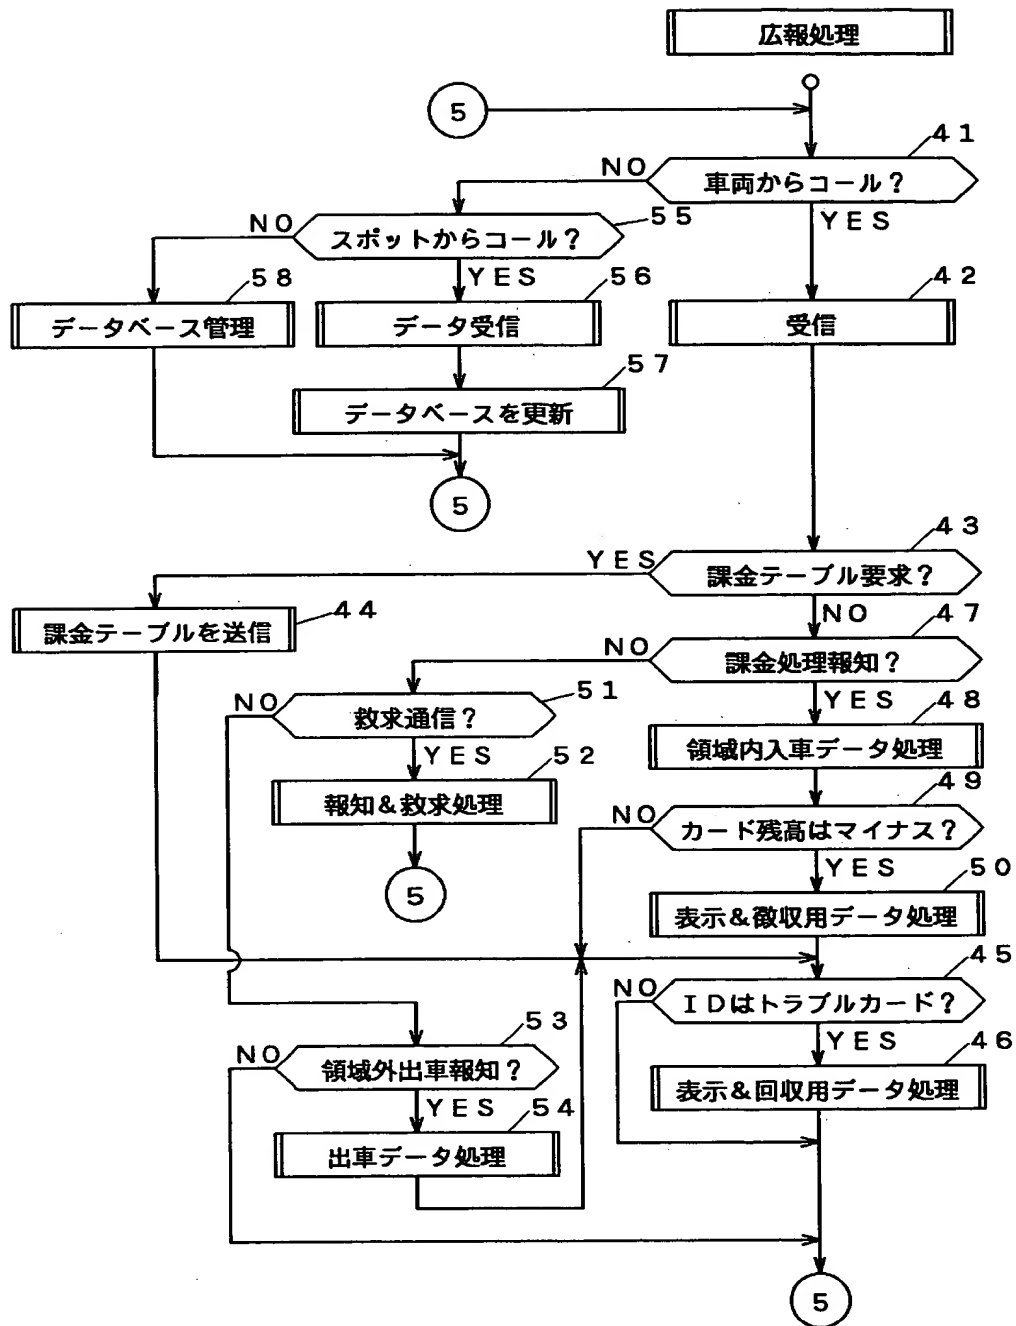 広報処理
5
41
車両からコール?
NO
YES
55
スポットからコール?
NO
YES
58
データベース管理
56
データ受信
42
受信
57
データベースを更新
5
43
課金テーブル要求?
YES
NO
44
課金テーブルを送信
47
課金処理報知?
NO
YES
51
救求通信?
NO
YES
48
領域内入車データ処理
52
報知&救求処理
49
カード残高はマイナス?
NO
YES
5
50
表示&徴収用データ処理
45
IDはトラブルカード?
NO
YES
53
領域外出車報知?
NO
YES
46
表示&回収用データ処理
54
出車データ処理
5